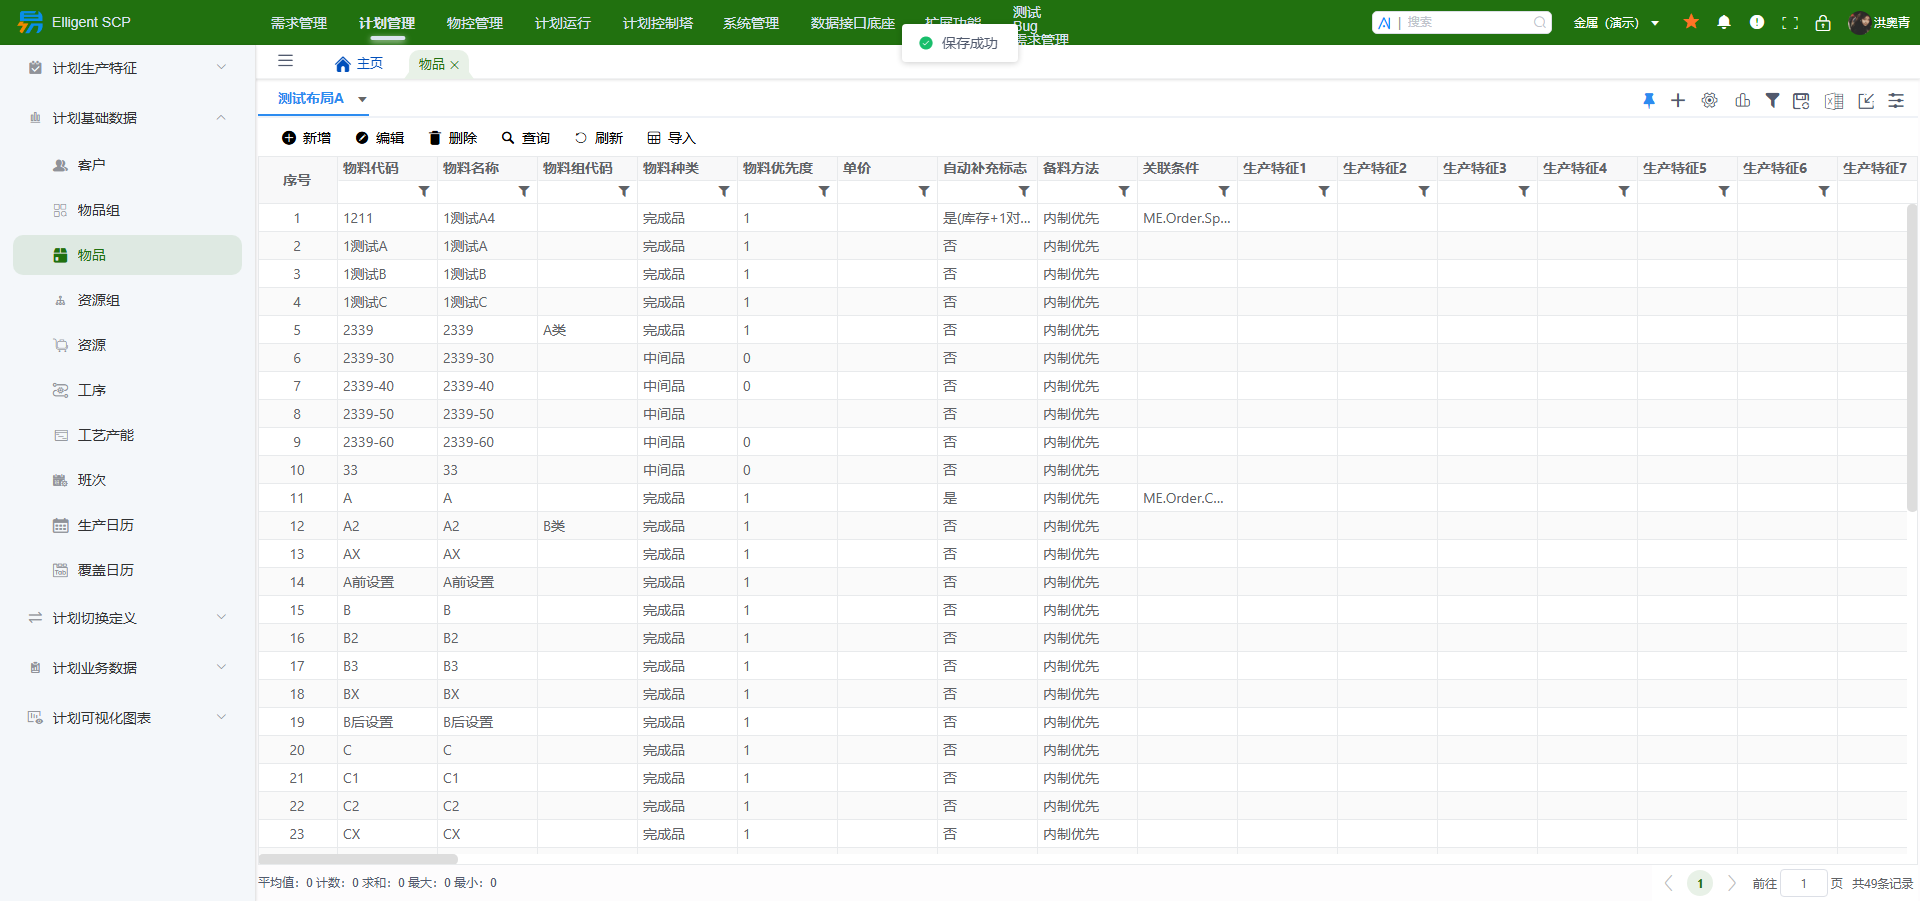 Elligent SCP
需求管理 计划管理 物控管理 计划运行 计划控制塔 系统管理 数据接口底座 扩展功能
测试
Bug
需求管理
保存成功
搜索
金属（演示）
洪奥青
计划生产特征
计划基础数据
客户
物品组
物品
资源组
资源
工序
工艺产能
班次
生产日历
覆盖日历
计划切换定义
计划业务数据
计划可视化图表
主页 物品
测试布局A
新增 编辑 删除 查询 刷新 导入
序号 物料代码 物料名称 物料组代码 物料种类 物料优先度 单价 自动补充标志 备料方法 关联条件 生产特征1 生产特征2 生产特征3 生产特征4 生产特征5 生产特征6 生产特征7
1 1211 1测试A4 完成品 1 是(库存+1对... 内制优先 ME.Order.Sp...
2 1测试A 1测试A 完成品 1 否 内制优先
3 1测试B 1测试B 完成品 1 否 内制优先
4 1测试C 1测试C 完成品 1 否 内制优先
5 2339 2339 A类 完成品 1 否 内制优先
6 2339-30 2339-30 中间品 0 否 内制优先
7 2339-40 2339-40 中间品 0 否 内制优先
8 2339-50 2339-50 中间品 否 内制优先
9 2339-60 2339-60 中间品 0 否 内制优先
10 33 33 中间品 0 否 内制优先
11 A A 完成品 1 是 内制优先 ME.Order.C...
12 A2 A2 B类 完成品 1 否 内制优先
13 AX AX 完成品 1 否 内制优先
14 A前设置 A前设置 完成品 1 否 内制优先
15 B B 完成品 1 否 内制优先
16 B2 B2 完成品 1 否 内制优先
17 B3 B3 完成品 1 否 内制优先
18 BX BX 完成品 1 否 内制优先
19 B后设置 B后设置 完成品 1 否 内制优先
20 C C 完成品 1 否 内制优先
21 C1 C1 完成品 1 否 内制优先
22 C2 C2 完成品 1 否 内制优先
23 CX CX 完成品 1 否 内制优先
平均值：0 计数：0 求和：0 最大：0 最小：0
1 前往 1 页 共49条记录